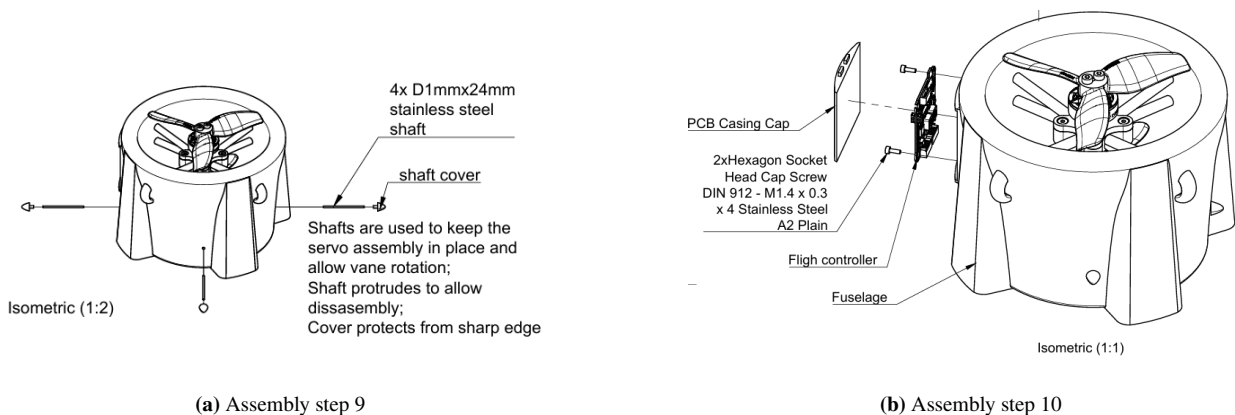 4x D1mmx24mm
stainless steel
shaft
shaft cover
Shafts are used to keep the
servo assembly in place and
allow vane rotation;
Shaft protrudes to allow
dissasembly;
Cover protects from sharp edge
Isometric (1:2)
(a) Assembly step 9
PCB Casing Cap
2xHexagon Socket
Head Cap Screw
DIN 912 - M1.4 x 0.3
x 4 Stainless Steel
A2 Plain
Fligh controller
Fuselage
Isometric (1:1)
(b) Assembly step 10